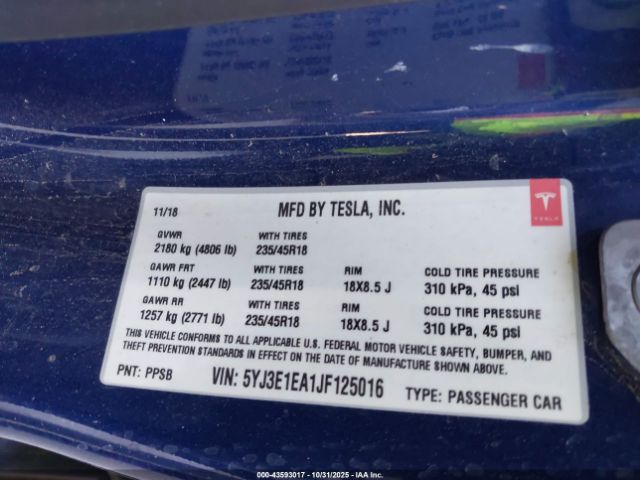 11/18 MFD BY TESLA, INC.
TESLA
GVWR WITH TIRES
2180 kg (4806 lb) 235/45R18
GAWR FRT WITH TIRES RIM COLD TIRE PRESSURE
1110 kg (2447 lb) 235/45R18 18X8.5 J 310 kPa, 45 psi
GAWR RR WITH TIRES RIM COLD TIRE PRESSURE
1257 kg (2771 lb) 235/45R18 18X8.5 J 310 kPa, 45 psi
THIS VEHICLE CONFORMS TO ALL APPLICABLE U.S. FEDERAL MOTOR VEHICLE SAFETY, BUMPER, AND
THEFT PREVENTION STANDARDS IN EFFECT ON THE DATE OF MANUFACTURE SHOWN ABOVE.
PNT: PPSB VIN: 5YJ3E1EA1JF125016 TYPE: PASSENGER CAR
000-43593017 - 10/31/2025 - IAA, Inc.